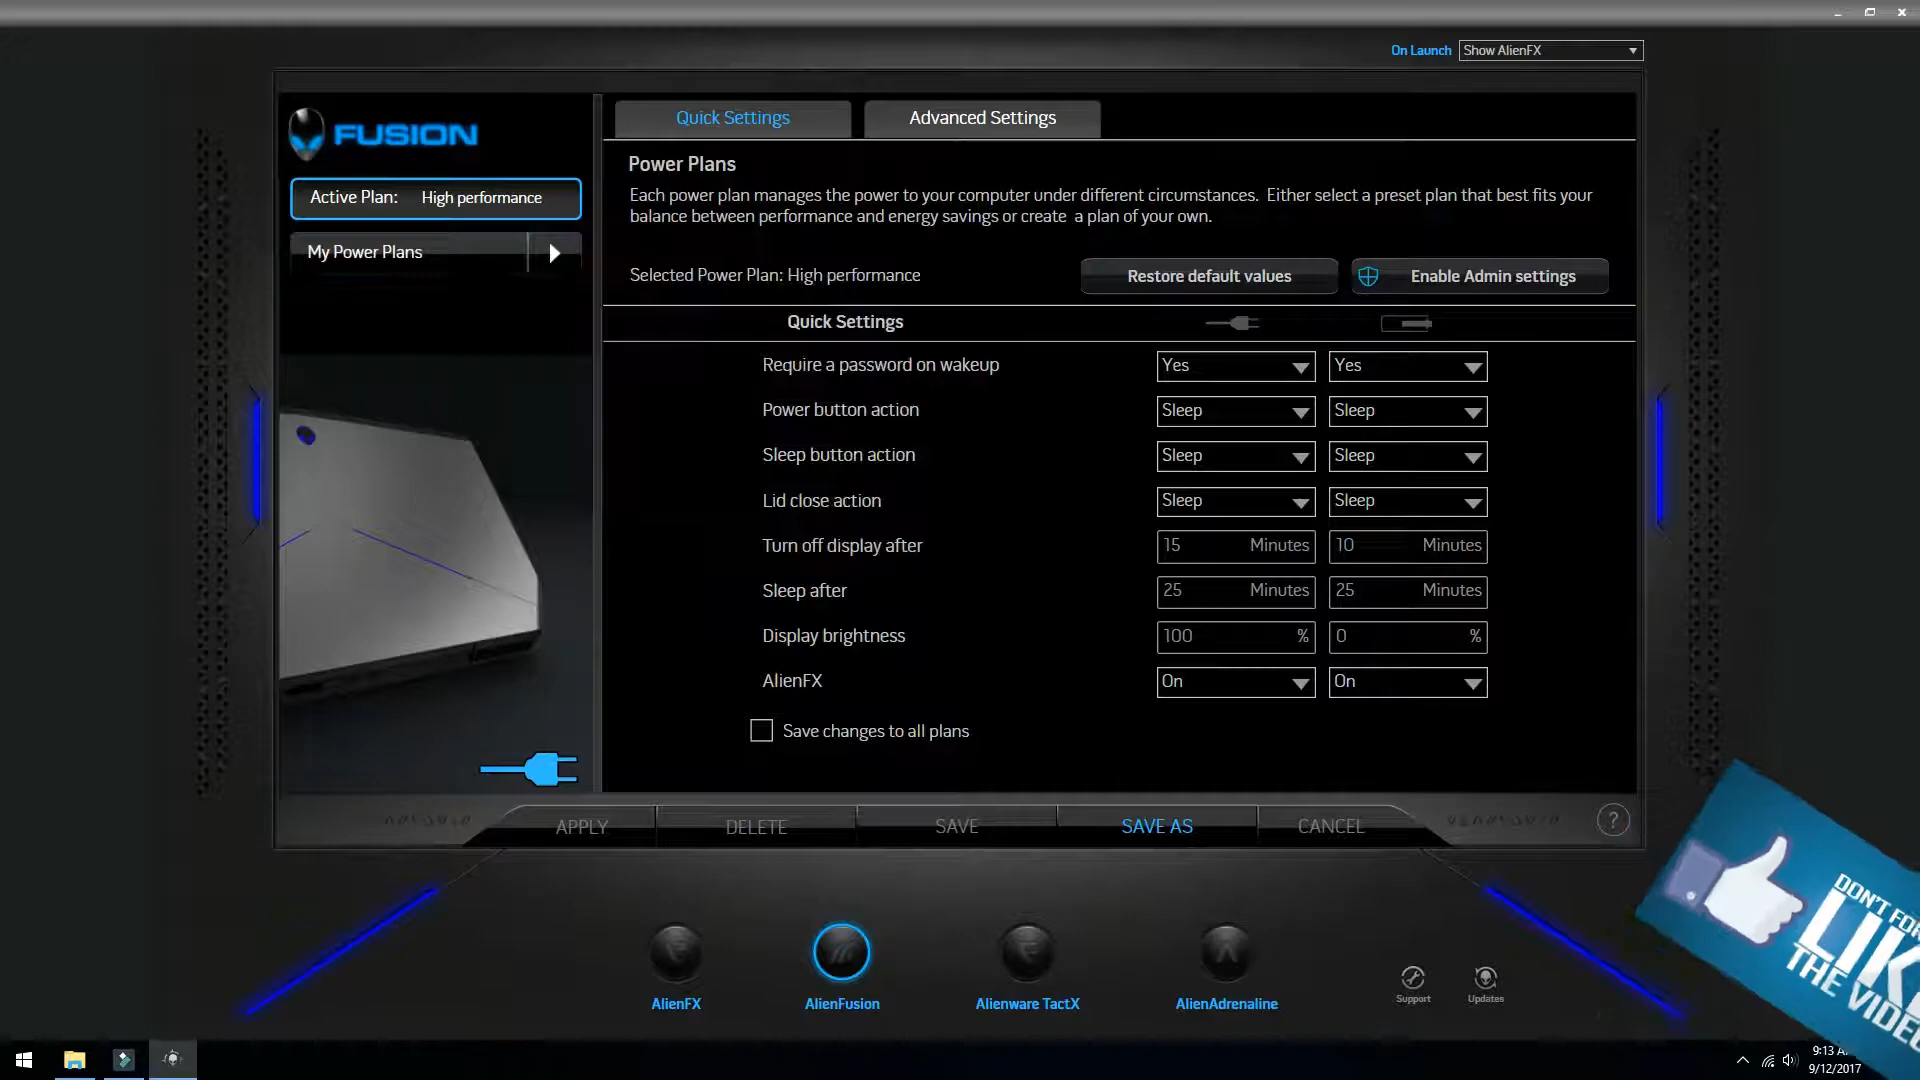 On Launch Show AlienFX
FUSION
Active Plan: High performance
My Power Plans
Quick Settings
Advanced Settings
Power Plans
Each power plan manages the power to your computer under different circumstances. Either select a preset plan that best fits your
balance between performance and energy savings or create a plan of your own.
Selected Power Plan: High performance
Restore default values
Enable Admin settings
Quick Settings
Require a password on wakeup Yes Yes
Power button action Sleep Sleep
Sleep button action Sleep Sleep
Lid close action Sleep Sleep
Turn off display after 15 Minutes 10 Minutes
Sleep after 25 Minutes 25 Minutes
Display brightness 100 % 0 %
AlienFX On On
Save changes to all plans
APPLY
DELETE
SAVE
SAVE AS
CANCEL
?
AlienFX
AlienFusion
Alienware TactX
AlienAdrenaline
Support
Updates
DON'T
LIK
THE VIDEO
9:13
9/12/2017